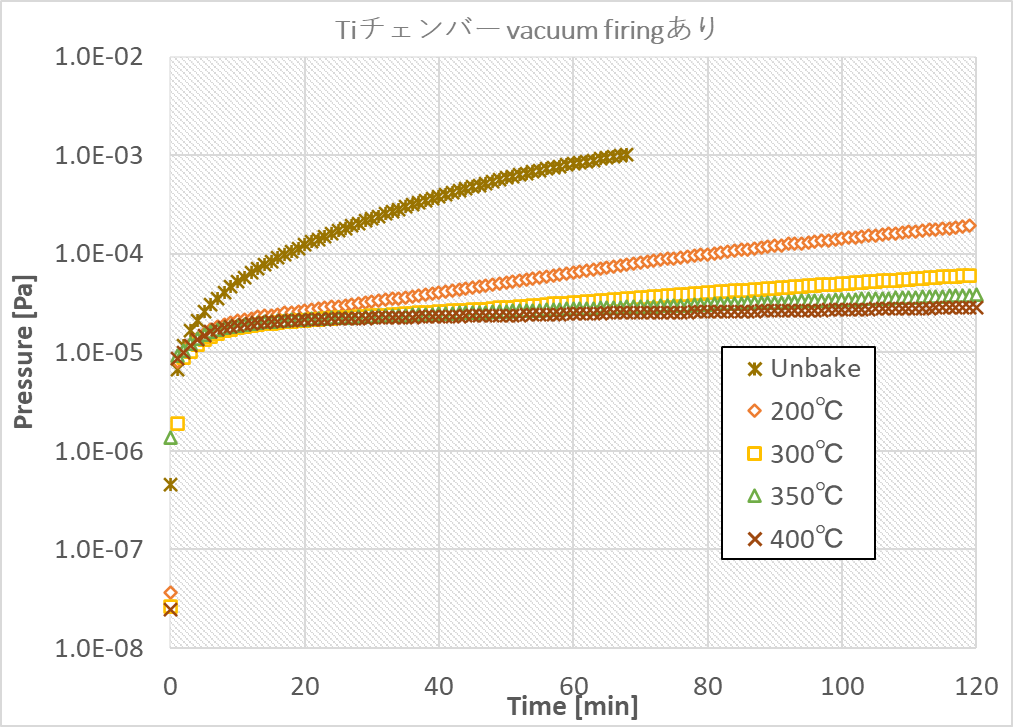 Tiチェンバー vacuum firingあり
1.0E-02
1.0E-03
1.0E-04
1.0E-05
1.0E-06
1.0E-07
1.0E-08
Pressure [Pa]
Unbake
200℃
300℃
350℃
400℃
0 20 40 60 80 100 120
Time [min]